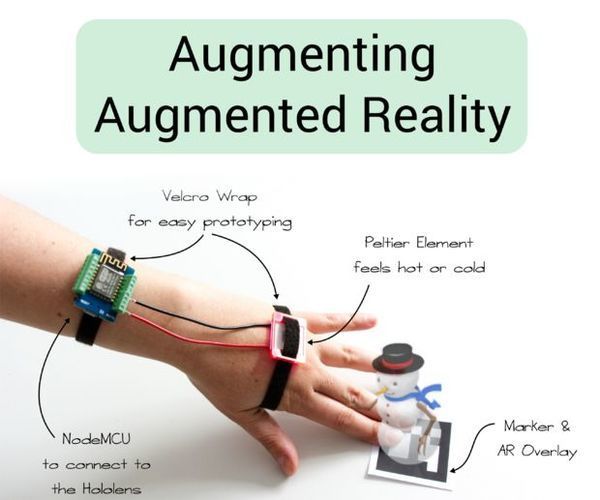 Augmenting
Augmented Reality
Velcro Wrap
for easy prototyping
Peltier Element
feels hot or cold
NodeMCU
to connect to
the Hololens
Marker &
AR Overlay